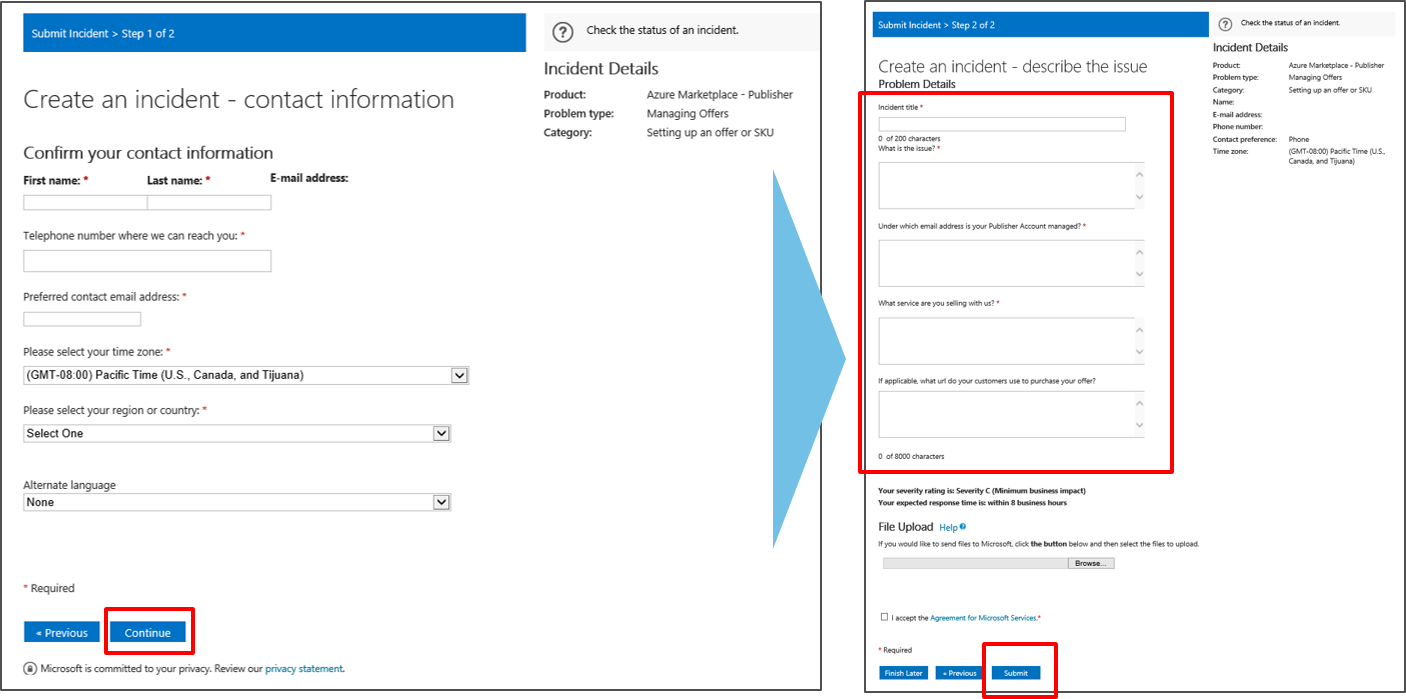 Submit Incident > Step 1 of 2
Check the status of an incident.
Create an incident - contact information
Incident Details
Product: Azure Marketplace - Publisher
Problem type: Managing Offers
Category: Setting up an offer or SKU
Confirm your contact information
First name: * Last name: * E-mail address:
Telephone number where we can reach you: *
Preferred contact email address: *
Please select your time zone: *
(GMT-08:00) Pacific Time (U.S., Canada, and Tijuana)
Please select your region or country: *
Select One
Alternate language
None
* Required
« Previous Continue
Microsoft is committed to your privacy. Review our privacy statement.
Submit Incident > Step 2 of 2
Check the status of an incident.
Create an incident - describe the issue
Problem Details
Incident title *
0 of 200 characters
What is the issue? *
Under which email address is your Publisher Account managed? *
What service are you selling with us? *
If applicable, what url do your customers use to purchase your offer?
0 of 8000 characters
Incident Details
Product: Azure Marketplace - Publisher
Problem type: Managing Offers
Category: Setting up an offer or SKU
Name:
E-mail address:
Phone number:
Contact preference: Phone
Time zone: (GMT-08:00) Pacific Time (U.S.,
Canada, and Tijuana)
Your severity rating is: Severity C (Minimum business impact)
Your expected response time is: within 8 business hours
File Upload Help ?
If you would like to send files to Microsoft, click the button below and then select the files to upload.
Browse...
I accept the Agreement for Microsoft Services.*
* Required
Finish Later « Previous Submit